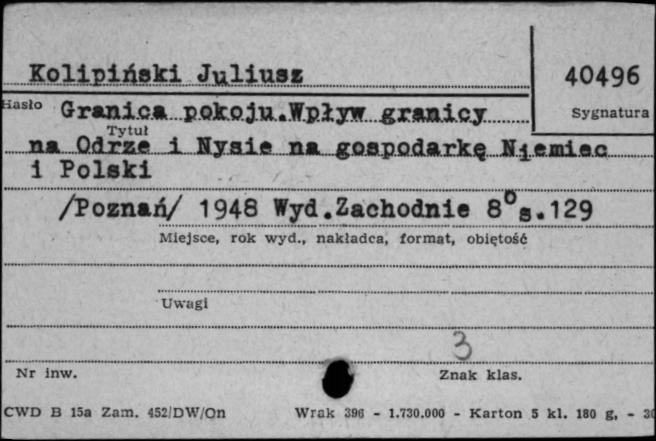 Kolipiński Juliusz
40496
Hasło
Sygnatura
Granica pokoju.Wpływ granicy
Tytuł
na Odrze i Nysie na gospodarkę Niemiec
i Polski
/Poznań/ 1948 Wyd.Zachodnie 8° s.129
Miejsce, rok wyd., nakładca, format, obiętość
Uwagi
3
Nr inw.
Znak klas.
CWD B 15a Zam. 452/DW/On Wrak 396 - 1.730.000 - Karton 5 kl. 180 g, - 30